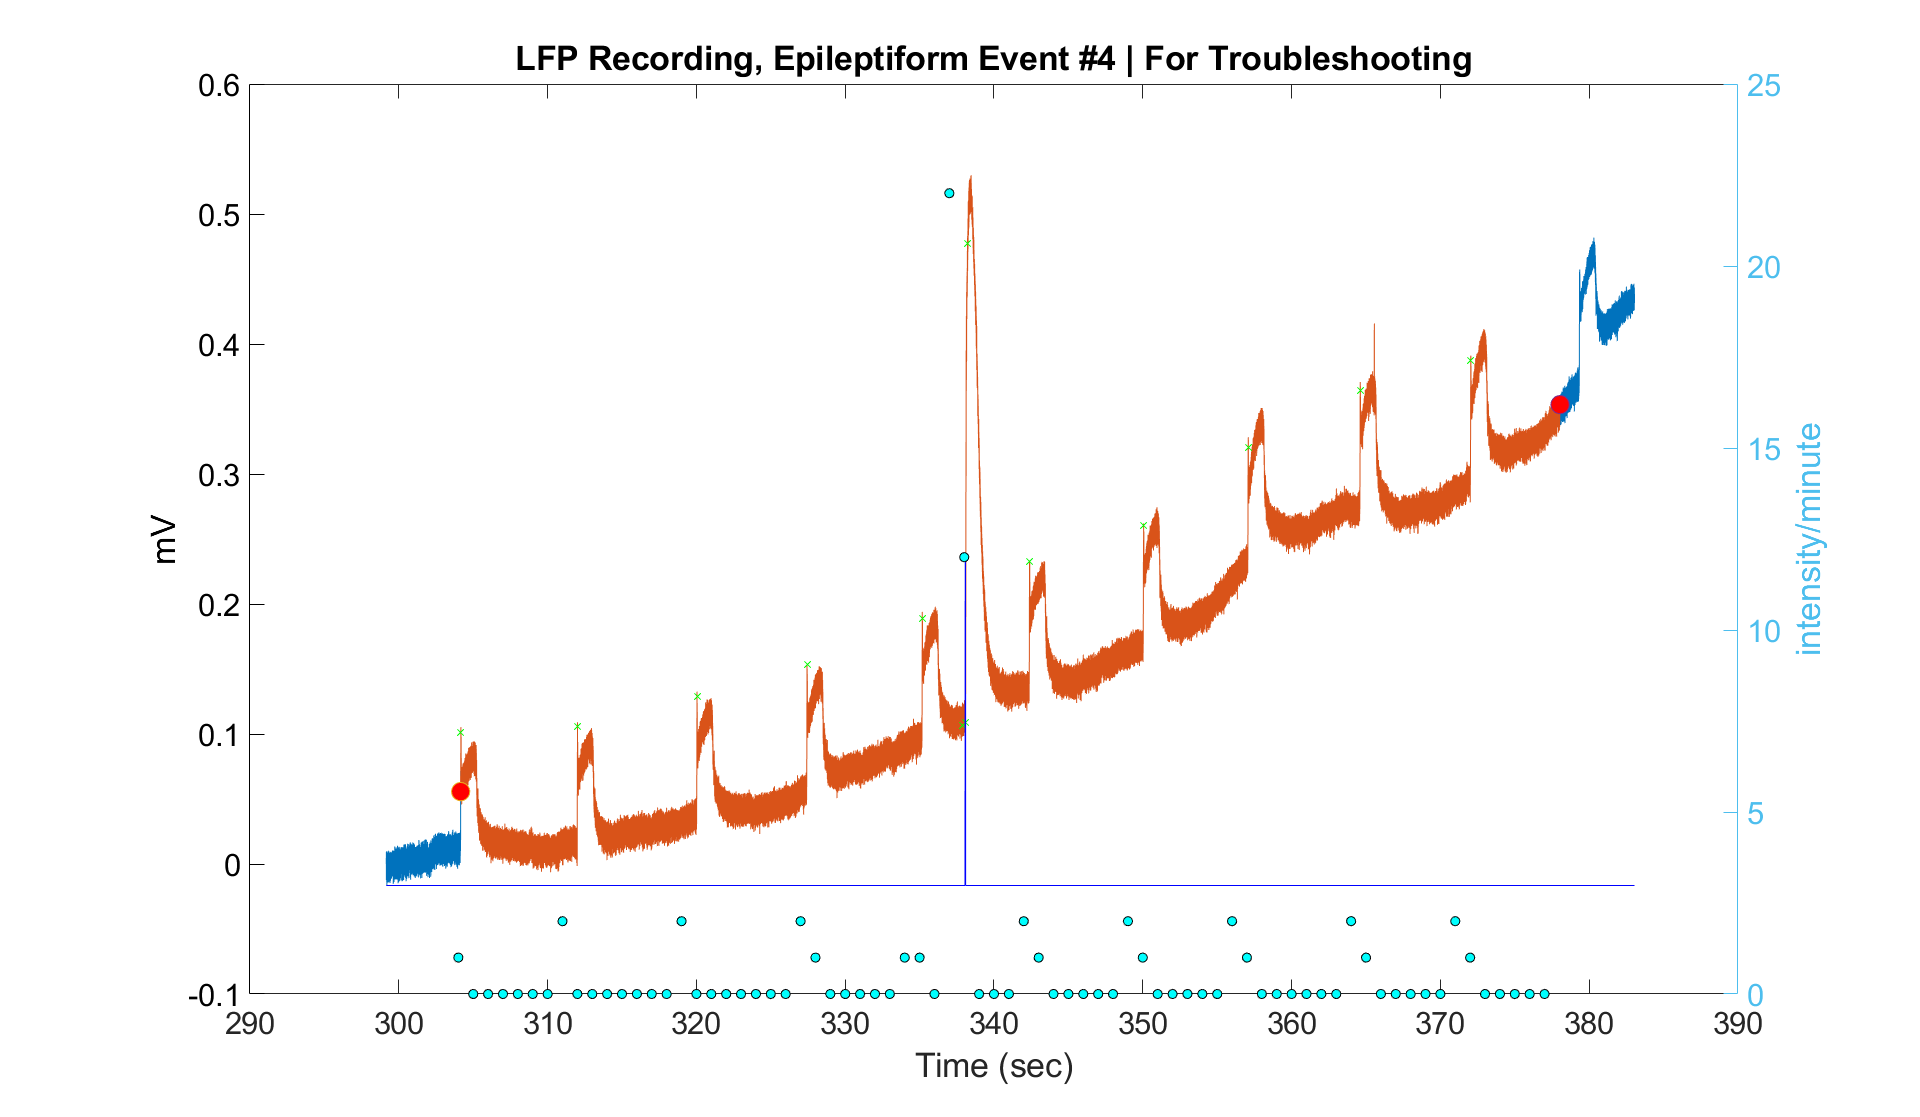 LFP Recording, Epileptiform Event #4 | For Troubleshooting
0.6
0.5
0.4
0.3
0.2
0.1
0
-0.1
mV
25
20
15
10
5
0
intensity/minute
290 300 310 320 330 340 350 360 370 380 390
Time (sec)